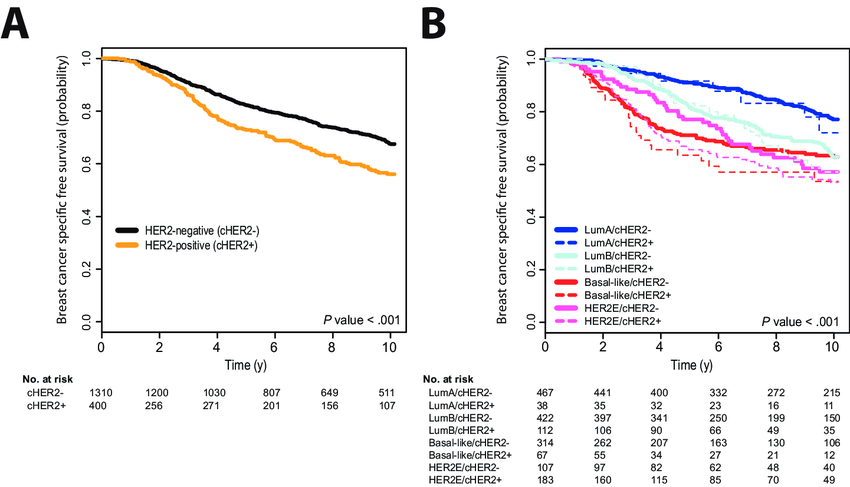 A
Breast cancer specific free survival (probability)
1.0
0.8
0.6
0.4
0.2
0.0
HER2-negative (cHER2-)
HER2-positive (cHER2+)
P value < .001
0 2 4 6 8 10
Time (y)
No. at risk
cHER2- 1310 1200 1030 807 649 511
cHER2+ 400 256 271 201 156 107
B
Breast cancer specific free survival (probability)
1.0
0.8
0.6
0.4
0.2
0.0
LumA/cHER2-
LumA/cHER2+
LumB/cHER2-
LumB/cHER2+
Basal-like/cHER2-
Basal-like/cHER2+
HER2E/cHER2-
HER2E/cHER2+
P value < .001
0 2 4 6 8 10
Time (y)
No. at risk
LumA/cHER2- 467 441 400 332 272 215
LumA/cHER2+ 38 35 32 23 16 11
LumB/cHER2- 422 397 341 250 199 150
LumB/cHER2+ 112 106 90 66 49 35
Basal-like/cHER2- 314 262 207 163 130 106
Basal-like/cHER2+ 67 55 34 27 21 12
HER2E/cHER2- 107 97 82 62 48 40
HER2E/cHER2+ 183 160 115 85 70 49